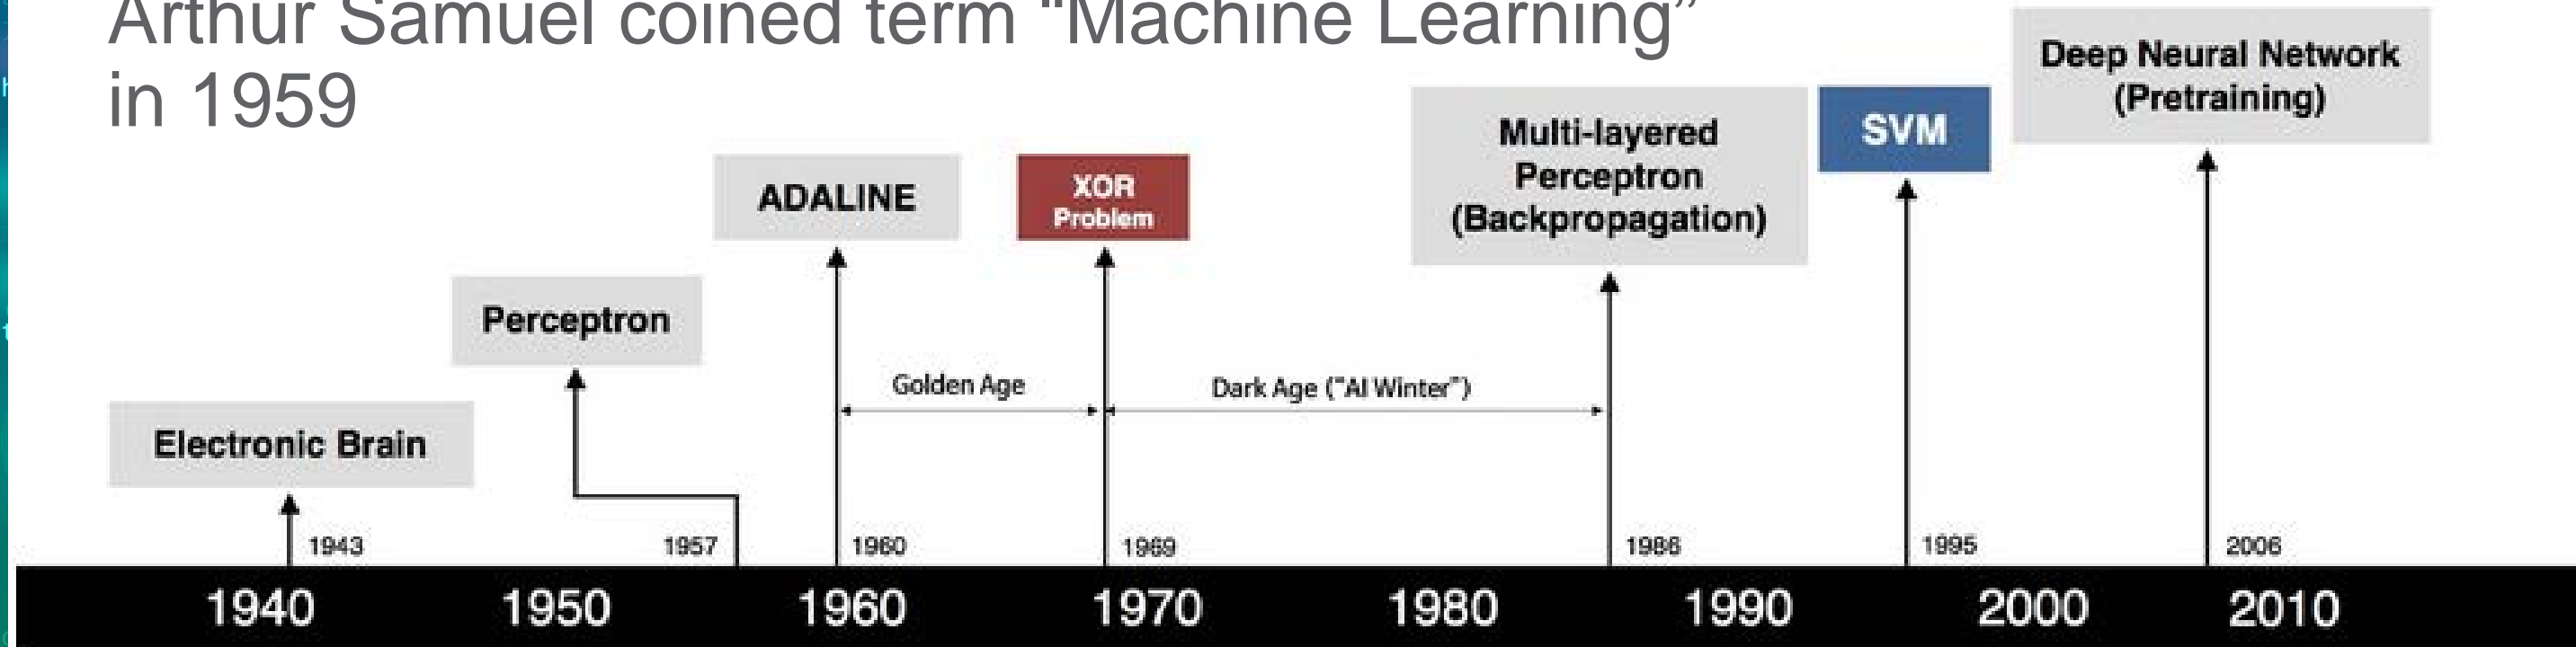 Arthur Samuel coined term “Machine Learning”
in 1959
Deep Neural Network
(Pretraining)
Multi-layered
Perceptron
(Backpropagation)
SVM
ADALINE
XOR
Problem
Perceptron
Golden Age
Dark Age ("AI Winter")
Electronic Brain
1943
1957
1960
1969
1986
1995
2006
1940
1950
1960
1970
1980
1990
2000
2010